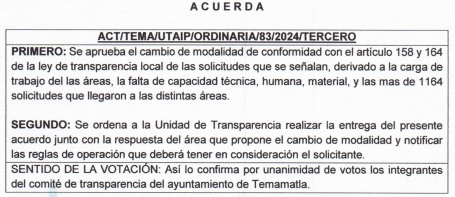 A C U E R D A
ACT/TEMA/UTAIP/ORDINARIA/83/2024/TERCERO
PRIMERO: Se aprueba el cambio de modalidad de conformidad con el artículo 158 y 164
de la ley de transparencia local de las solicitudes que se señalan, derivado a la carga de
trabajo del las áreas, la falta de capacidad técnica, humana, material, y las mas de 1164
solicitudes que llegaron a las distintas áreas.
SEGUNDO: Se ordena a la Unidad de Transparencia realizar la entrega del presente
acuerdo junto con la respuesta del área que propone el cambio de modalidad y notificar
las reglas de operación que deberá tener en consideración el solicitante.
SENTIDO DE LA VOTACIÓN: Así lo confirma por unanimidad de votos los integrantes
del comité de transparencia del ayuntamiento de Temamatla.